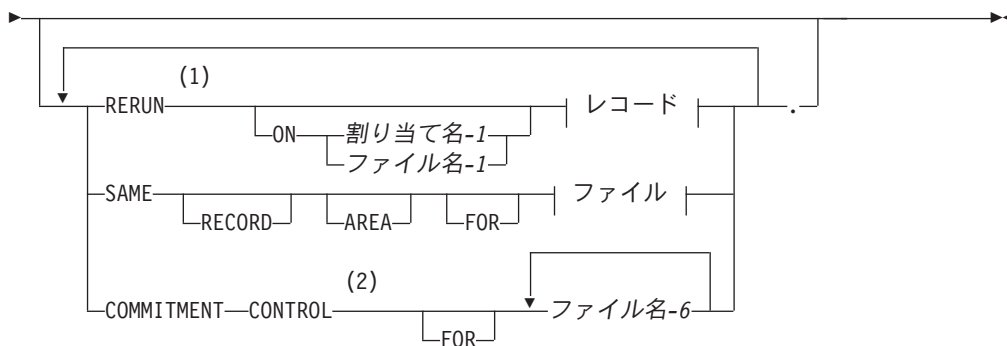 (1)
RERUN レコード .
ON 割り当て名-1
ファイル名-1
SAME ファイル
RECORD AREA FOR
(2)
COMMITMENT CONTROL ファイル名-6
FOR